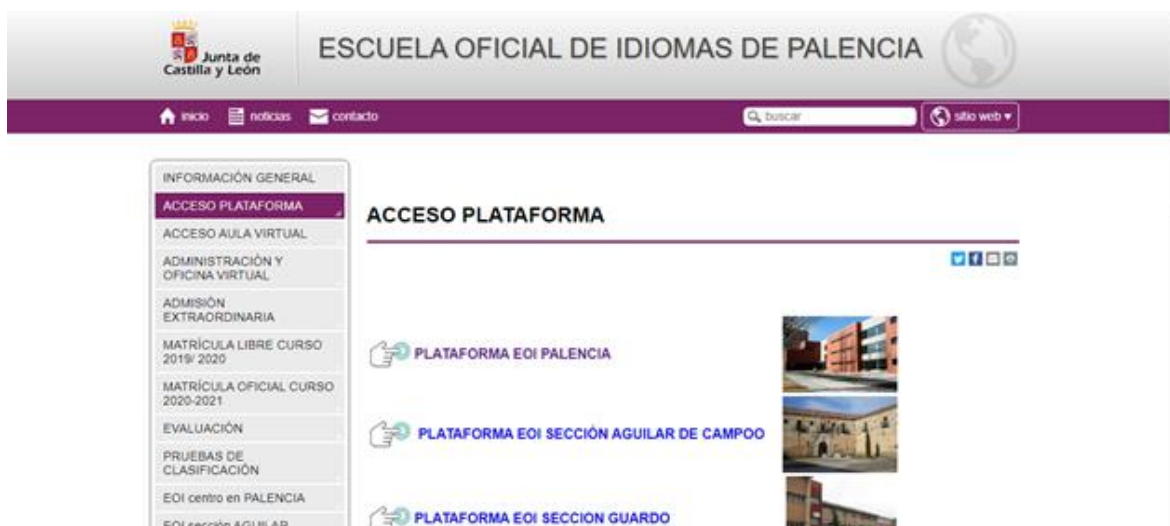 Junta de
Castilla y León
ESCUELA OFICIAL DE IDIOMAS DE PALENCIA
inicio noticias contacto buscar sitio web
INFORMACIÓN GENERAL
ACCESO PLATAFORMA
ACCESO AULA VIRTUAL
ADMINISTRACIÓN Y
OFICINA VIRTUAL
ADMISIÓN
EXTRAORDINARIA
MATRÍCULA LIBRE CURSO
2019/ 2020
MATRÍCULA OFICIAL CURSO
2020-2021
EVALUACIÓN
PRUEBAS DE
CLASIFICACIÓN
EOI centro en PALENCIA
EOI sección AGUILAR
ACCESO PLATAFORMA
PLATAFORMA EOI PALENCIA
PLATAFORMA EOI SECCIÓN AGUILAR DE CAMPOO
PLATAFORMA EOI SECCION GUARDO